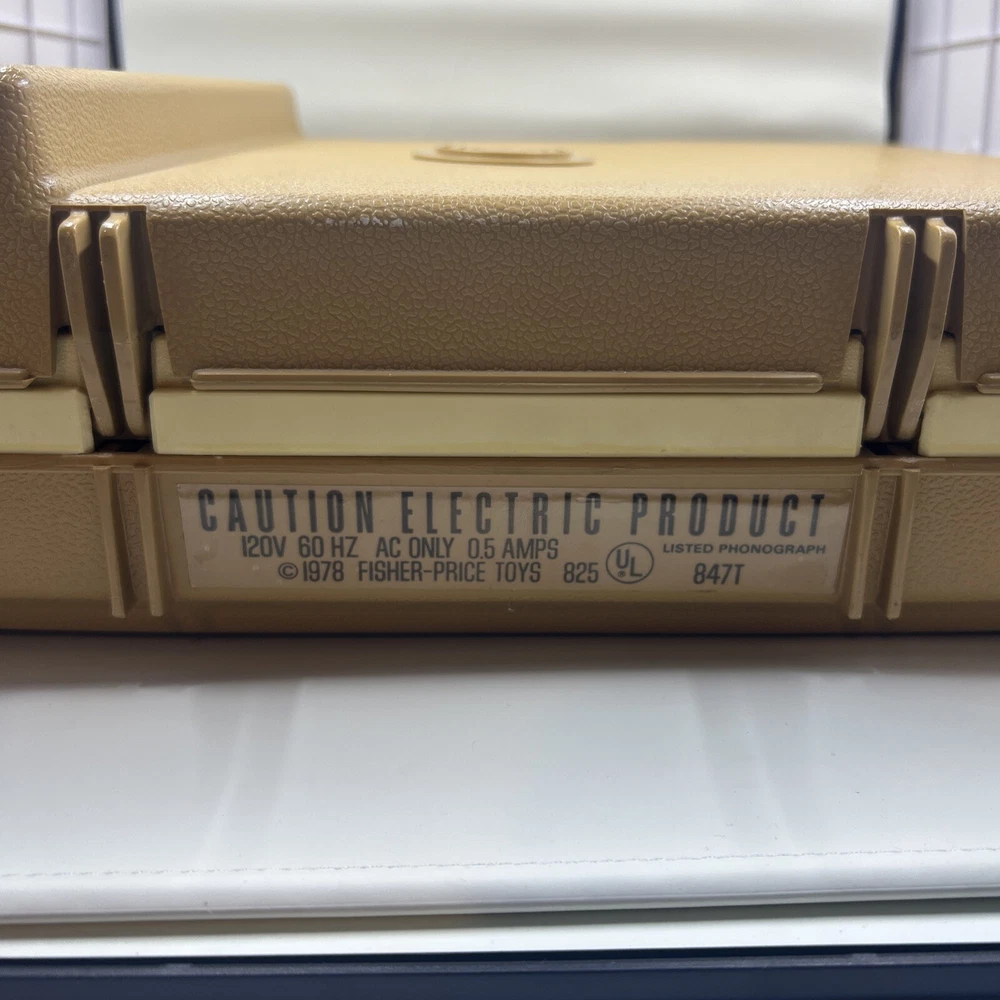 CAUTION ELECTRIC PRODUCT
120V 60 HZ AC ONLY 0.5 AMPS UL LISTED PHONOGRAPH
©1978 FISHER-PRICE TOYS 825 847T